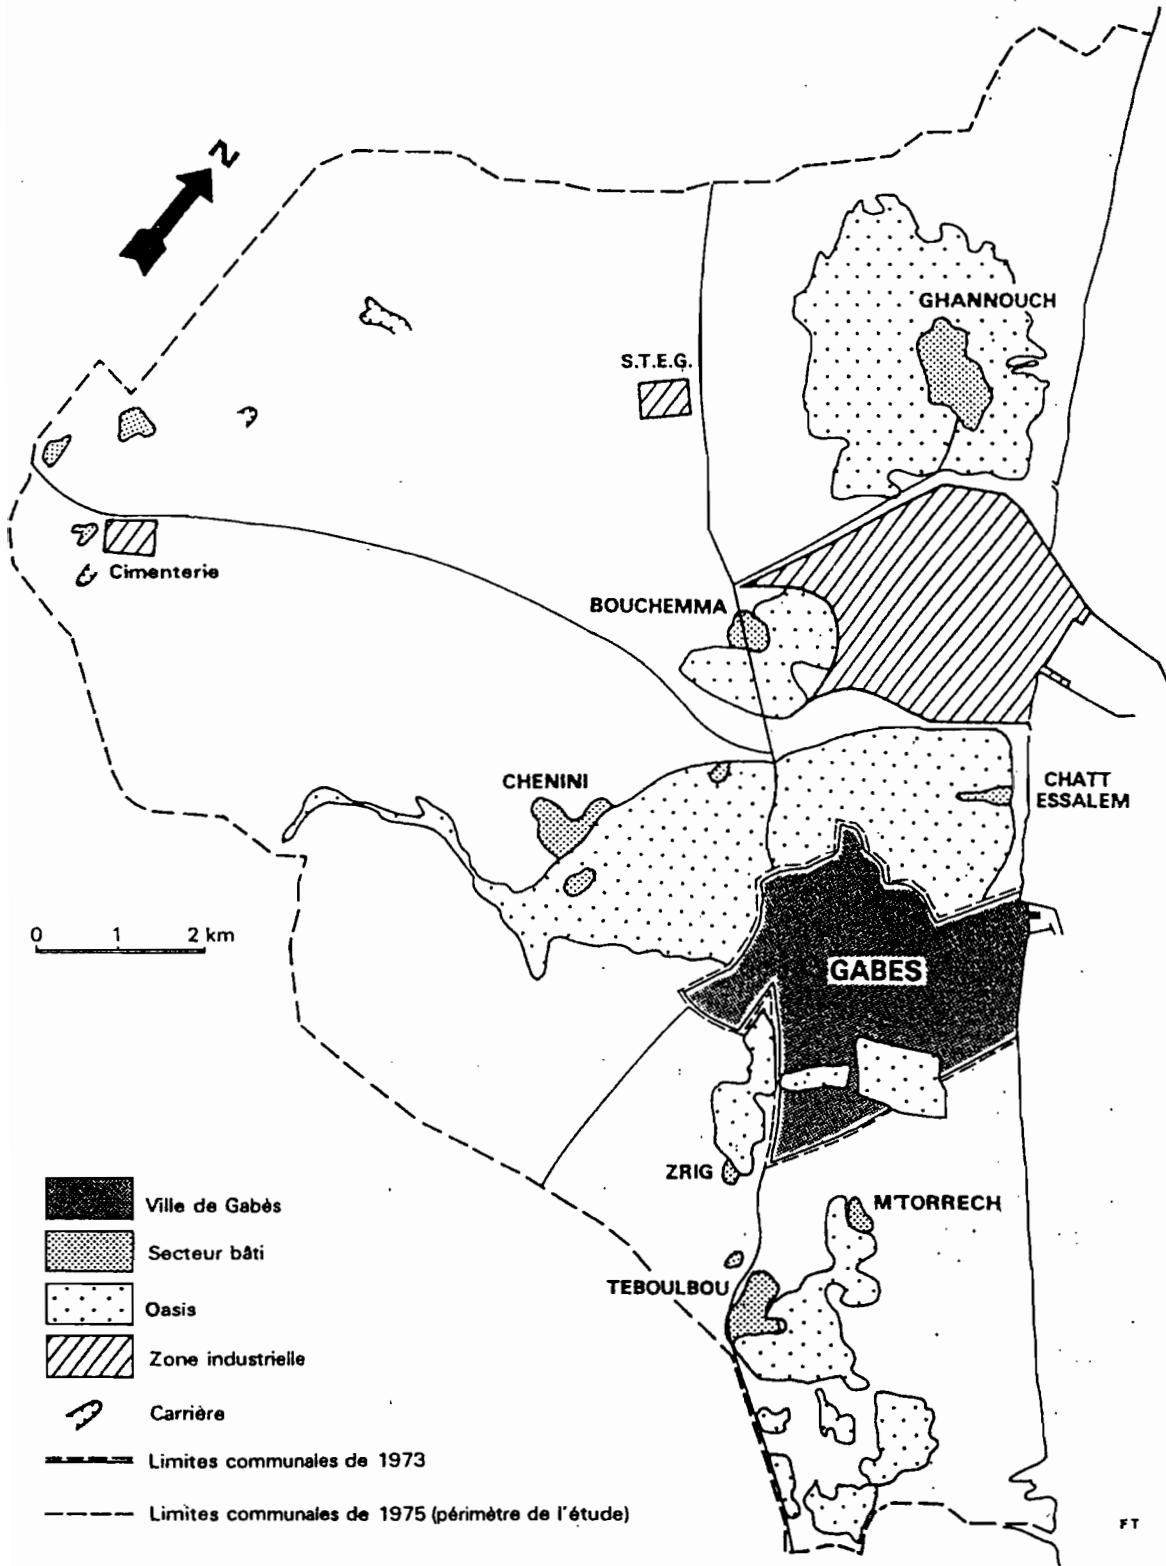 N
GHANNOUCH
S.T.E.G.
Cimenterie
BOUCHEMMA
CHENINI
CHATT
ESSALEM
0 1 2 km
GABES
ZRIG
M'TORRECH
TEBOULBOU
Ville de Gabès
Secteur bâti
Oasis
Zone industrielle
Carrière
Limites communales de 1973
Limites communales de 1975 (périmètre de l'étude)
FT